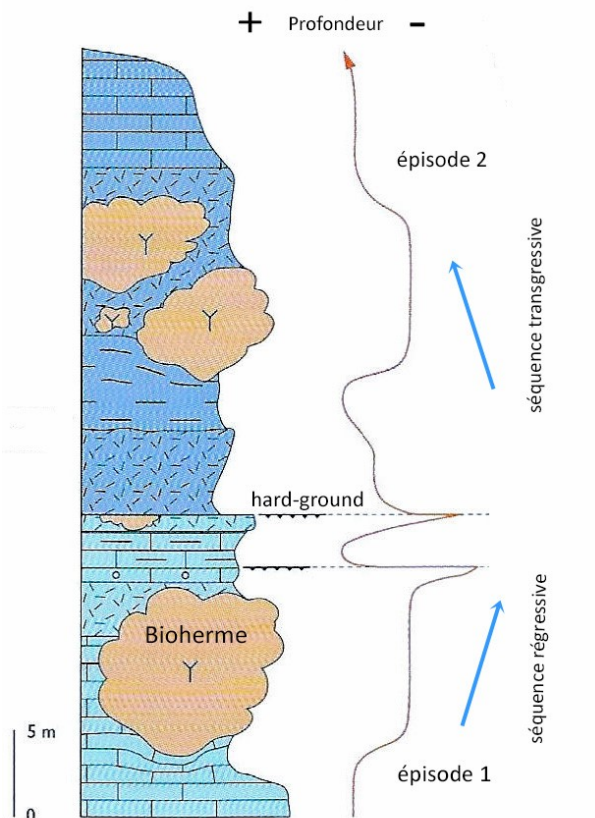 + Profondeur -
épisode 2
séquence transgressive
Y
Y
Y
hard-ground
Bioherme
Y
séquence régressive
5 m
épisode 1
0